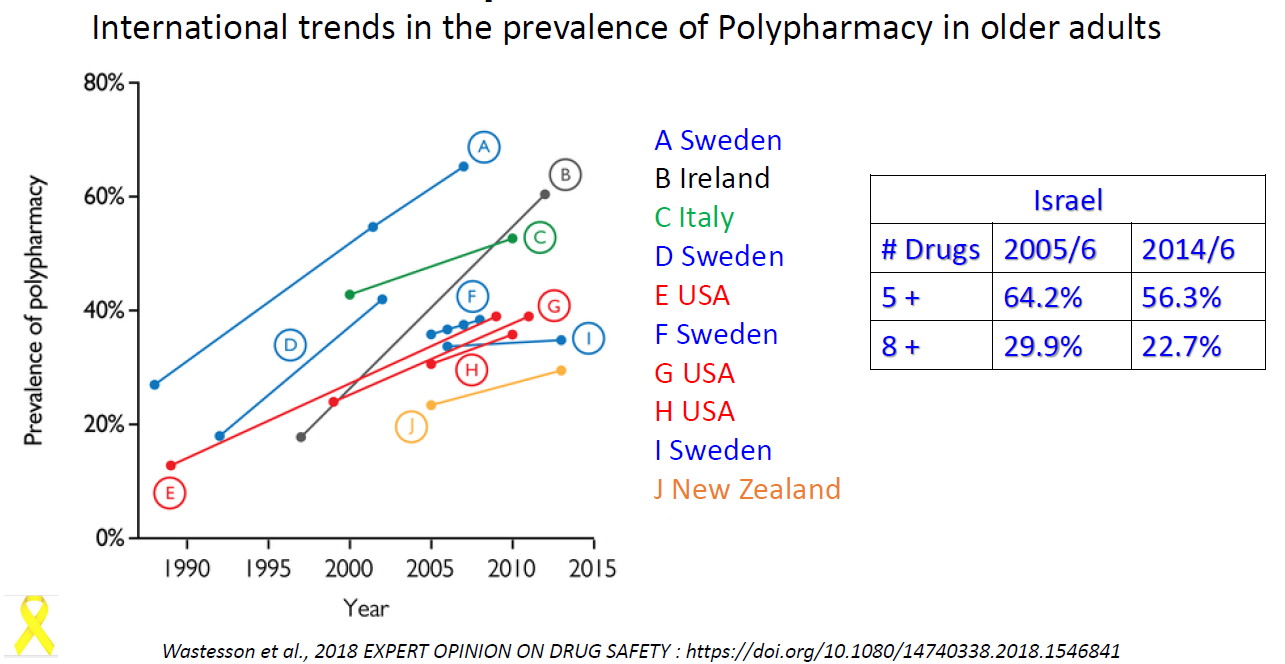 International trends in the prevalence of Polypharmacy in older adults
80%
60%
40%
20%
0%
Prevalence of polypharmacy
1990 1995 2000 2005 2010 2015
Year
A
B
C
D
E
F
G
H
I
J
A Sweden
B Ireland
C Italy
D Sweden
E USA
F Sweden
G USA
H USA
I Sweden
J New Zealand
Israel
# Drugs 2005/6 2014/6
5 + 64.2% 56.3%
8 + 29.9% 22.7%
Wastesson et al., 2018 EXPERT OPINION ON DRUG SAFETY : https://doi.org/10.1080/14740338.2018.1546841